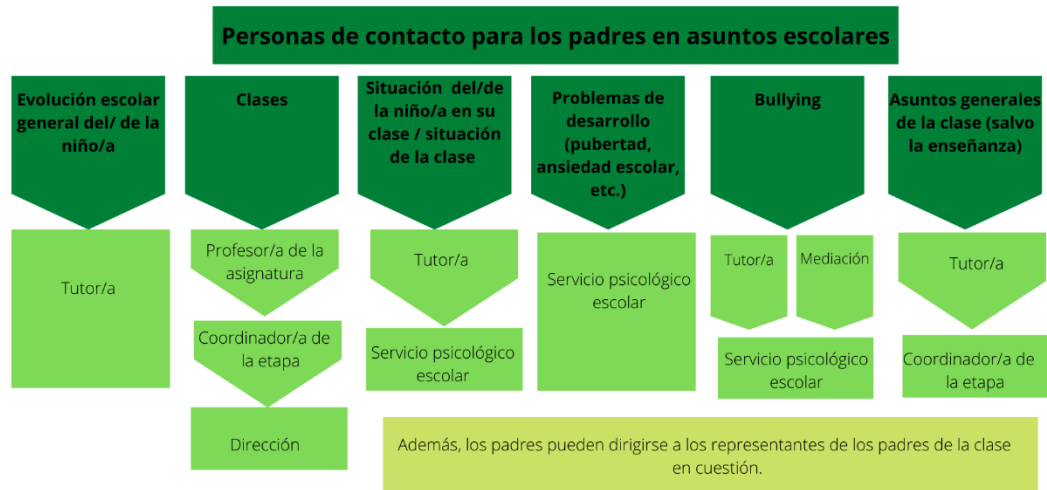 Personas de contacto para los padres en asuntos escolares
Evolución escolar
general del/ de la
niño/a
Clases
Situación del/de
la niño/a en su
clase / situación
de la clase
Problemas de
desarrollo
(pubertad,
ansiedad escolar,
etc.)
Bullying
Asuntos generales
de la clase (salvo
la enseñanza)
Tutor/a
Profesor/a de la
asignatura
Coordinador/a de
la etapa
Dirección
Tutor/a
Servicio psicológico
escolar
Servicio psicológico
escolar
Tutor/a
Mediación
Servicio psicológico
escolar
Tutor/a
Coordinador/a de
la etapa
Además, los padres pueden dirigirse a los representantes de los padres de la clase
en cuestión.